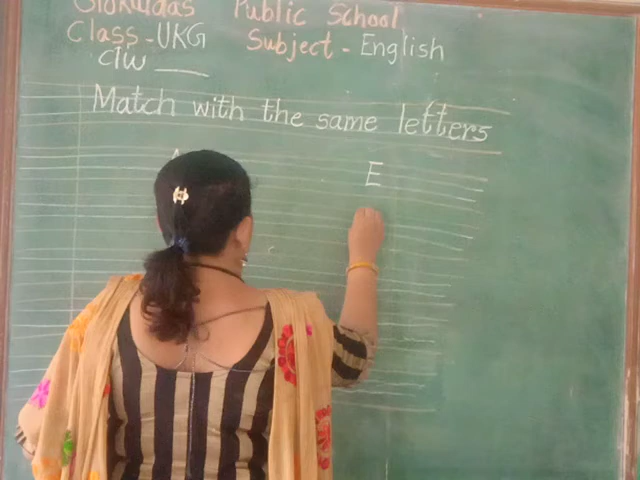 Public School
Class - UKG Subject - English
C/W
Match with the same letters
A E